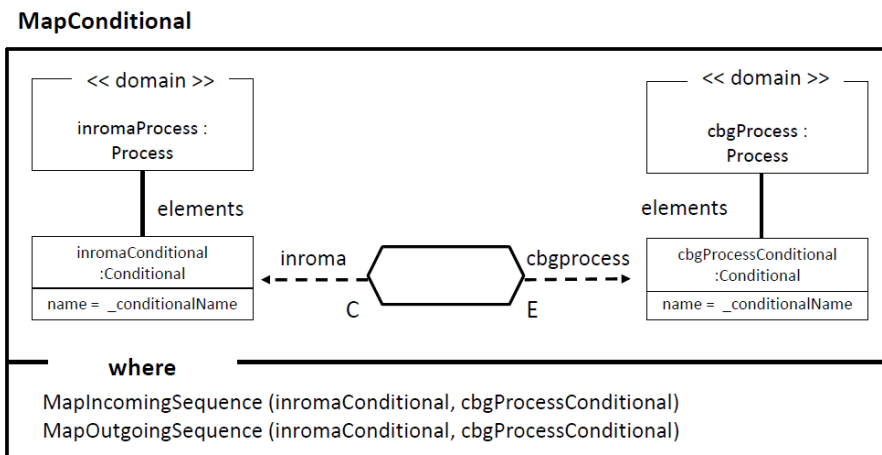 MapConditional
<< domain >>
inromaProcess :
Process
elements
inromaConditional
:Conditional
name = _conditionalName
inroma
C
cbgprocess
E
<< domain >>
cbgProcess :
Process
elements
cbgProcessConditional
:Conditional
name = _conditionalName
where
MapIncomingSequence (inromaConditional, cbgProcessConditional)
MapOutgoingSequence (inromaConditional, cbgProcessConditional)